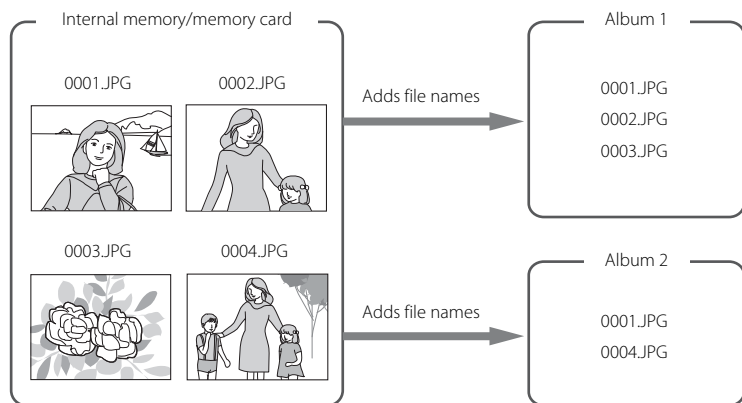 Internal memory/memory card
0001.JPG
0002.JPG
0003.JPG
0004.JPG
Adds file names
Adds file names
Album 1
0001.JPG
0002.JPG
0003.JPG
Album 2
0001.JPG
0004.JPG